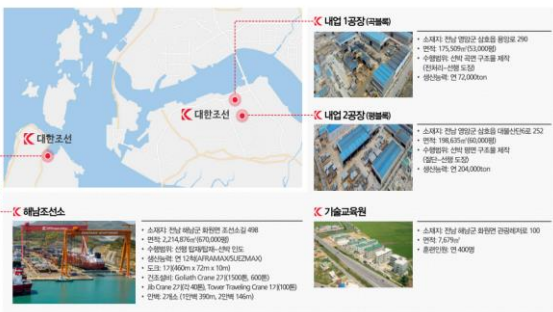 대한조선
대한조선
내업 1공장 (곡블록)
• 소재지: 전남 영암군 삼호읍 용앙로 290
• 면적: 175,509㎡(53,000평)
• 수행범위: 선박 곡면 구조물 제작
(전처리~선행 도장)
• 생산능력: 연 72,000ton
내업 2공장 (평블록)
• 소재지: 전남 영암군 삼호읍 대불산단6로 252
• 면적: 198,635㎡(60,000평)
• 수행범위: 선박 평면 구조물 제작
(절단~선행 도장)
• 생산능력: 연 204,000ton
해남조선소
• 소재지: 전남 해남군 화원면 조선소길 498
• 면적: 2,214,876㎡(670,000평)
• 수행범위: 선행 탑재/탑재~선박 인도
• 생산능력: 연 12척(AFRAMAX/SUEZMAX)
• 도크: 1기(460m x 72m x 10m)
• 건조설비: Goliath Crane 2기(1500톤, 600톤)
• Jib Crane 2기(각 40톤), Tower Traveling Crane 1기(100톤)
• 안벽: 2개소 (1안벽 390m, 2안벽 146m)
기술교육원
• 소재지: 전남 해남군 화원면 관광레저로 100
• 면적: 7,679㎡
• 훈련인원: 연 400명